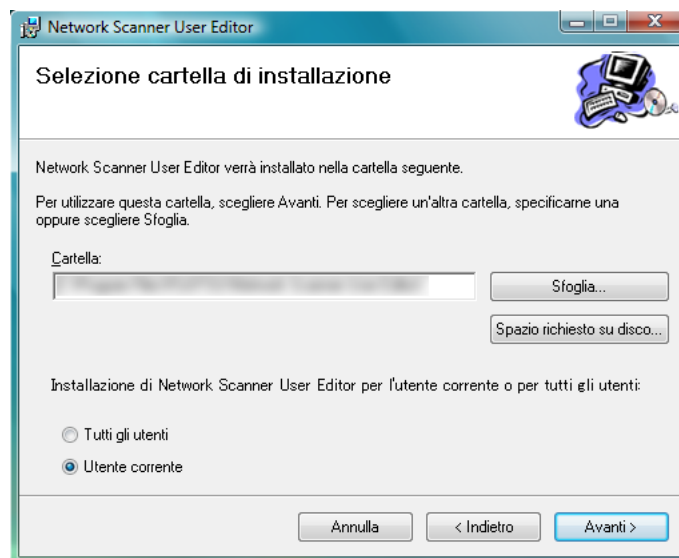 Network Scanner User Editor
Selezione cartella di installazione
Network Scanner User Editor verrà installato nella cartella seguente.
Per utilizzare questa cartella, scegliere Avanti. Per scegliere un'altra cartella, specificarne una
oppure scegliere Sfoglia.
Cartella:
Sfoglia...
Spazio richiesto su disco...
Installazione di Network Scanner User Editor per l'utente corrente o per tutti gli utenti:
Tutti gli utenti
Utente corrente
Annulla
< Indietro
Avanti >